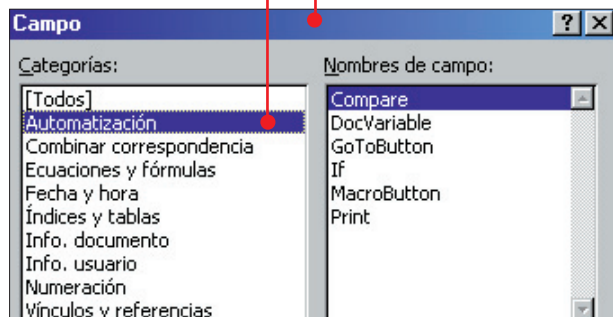 Campo
Categorías:
[Todos]
Automatización
Combinar correspondencia
Ecuaciones y fórmulas
Fecha y hora
Índices y tablas
Info. documento
Info. usuario
Numeración
Vínculos y referencias
Nombres de campo:
Compare
DocVariable
GoToButton
If
MacroButton
Print